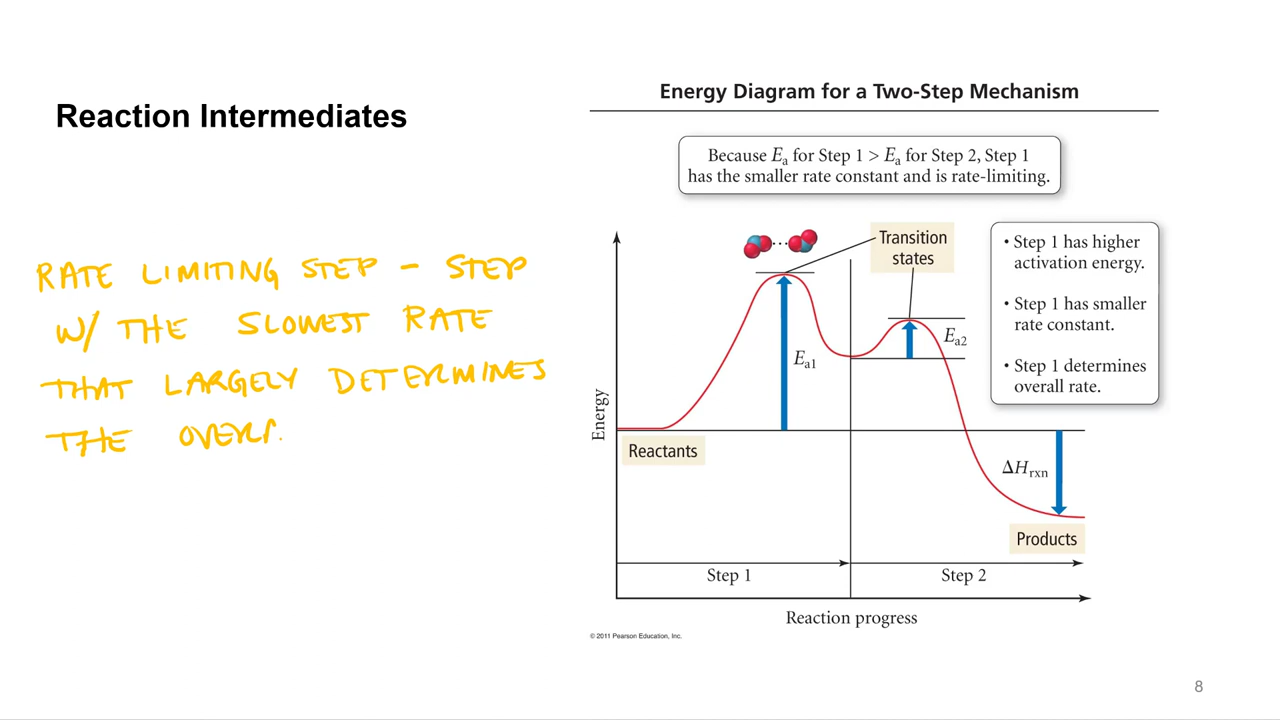 Energy Diagram for a Two-Step Mechanism
Reaction Intermediates
Because Ea for Step 1 > Ea for Step 2, Step 1
has the smaller rate constant and is rate-limiting.
RATE LIMITING STEP – STEP
W/ THE SLOWEST RATE
THAT LARGELY DETERMINES
THE OVER
Transition
states
• Step 1 has higher
activation energy.
• Step 1 has smaller
rate constant.
• Step 1 determines
overall rate.
Ea1
Ea2
Energy
Reactants
ΔHrxn
Products
Step 1
Step 2
Reaction progress
© 2011 Pearson Education, Inc.
8